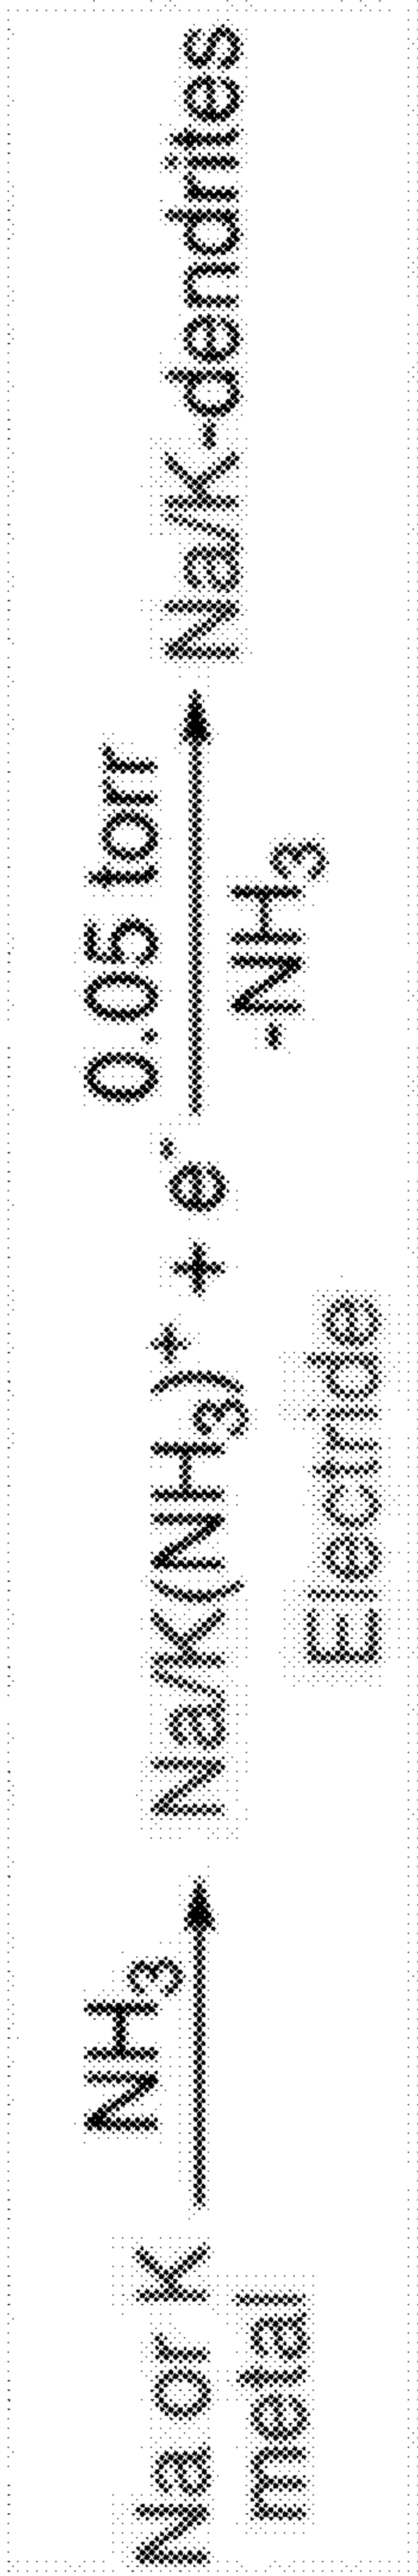 Na or K
metal
NH₃
Na/K(NH₃)⁺ + e⁻
Electride
0.05 torr
-NH₃
Na/K-dendrites